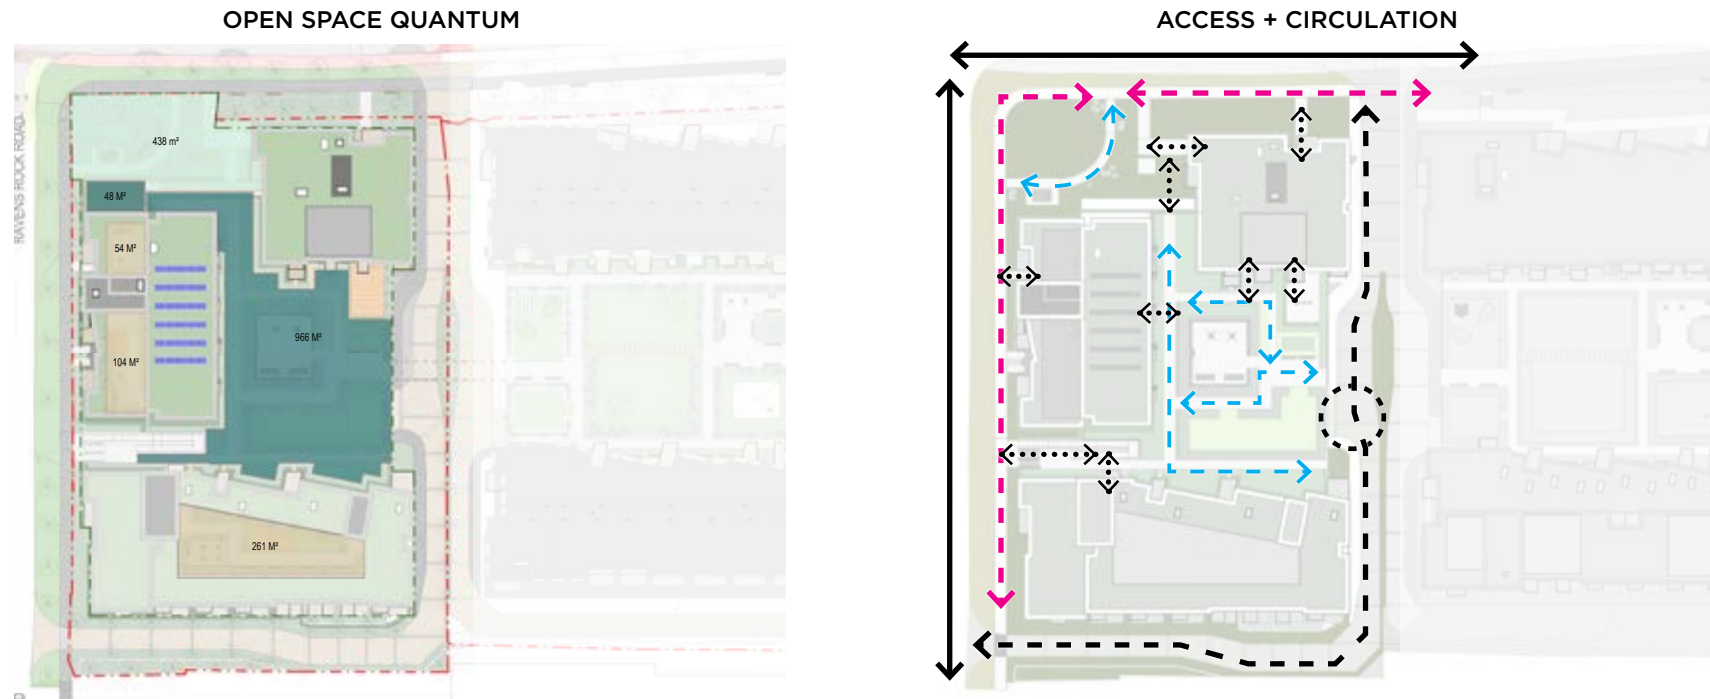 OPEN SPACE QUANTUM
ACCESS + CIRCULATION
RAVENS ROCK ROAD
438 m²
48 M²
54 M²
966 M²
104 M²
261 M²